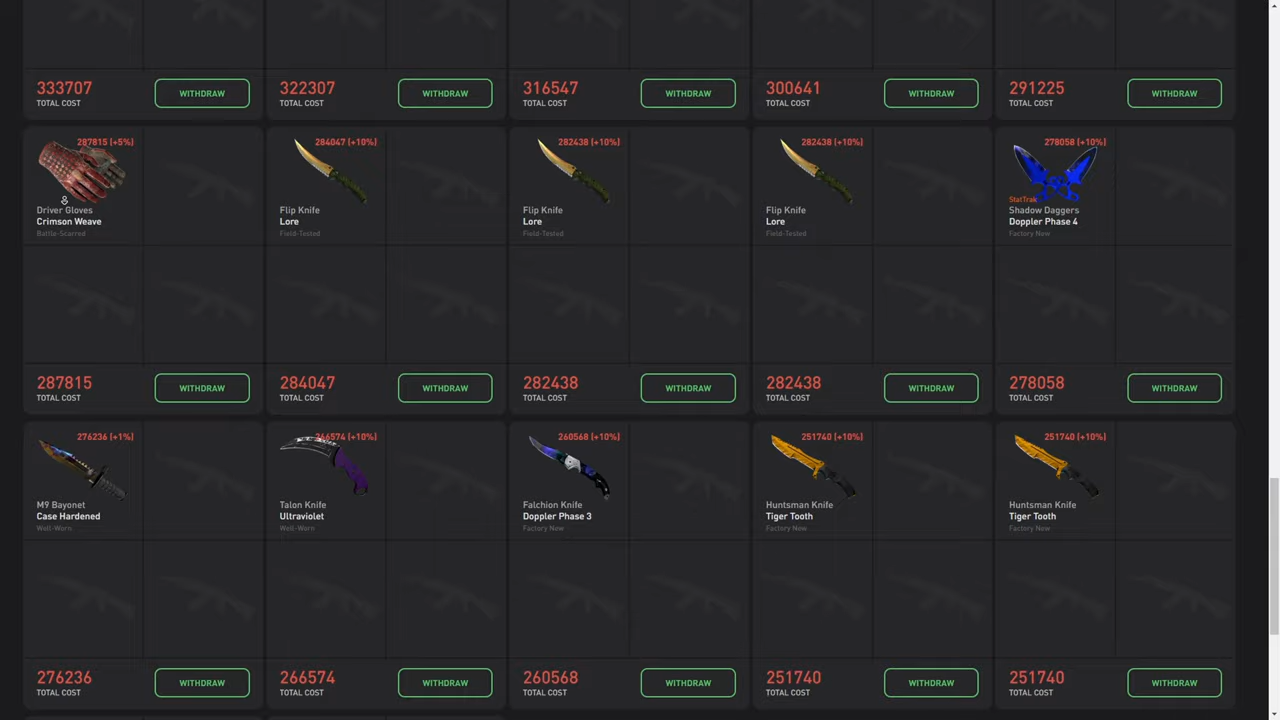 333707
TOTAL COST
WITHDRAW
322307
TOTAL COST
WITHDRAW
316547
TOTAL COST
WITHDRAW
300641
TOTAL COST
WITHDRAW
291225
TOTAL COST
WITHDRAW
287815 (+5%)
Driver Gloves
Crimson Weave
Battle-Scarred
287815
TOTAL COST
WITHDRAW
284047 (+10%)
Flip Knife
Lore
Field-Tested
284047
TOTAL COST
WITHDRAW
282438 (+10%)
Flip Knife
Lore
Field-Tested
282438
TOTAL COST
WITHDRAW
282438 (+10%)
Flip Knife
Lore
Field-Tested
282438
TOTAL COST
WITHDRAW
278058 (+10%)
StatTrak
Shadow Daggers
Doppler Phase 4
Factory New
278058
TOTAL COST
WITHDRAW
276236 (+1%)
M9 Bayonet
Case Hardened
Well-Worn
276236
TOTAL COST
WITHDRAW
266574 (+10%)
Talon Knife
Ultraviolet
Well-Worn
266574
TOTAL COST
WITHDRAW
260568 (+10%)
Falchion Knife
Doppler Phase 3
Factory New
260568
TOTAL COST
WITHDRAW
251740 (+10%)
Huntsman Knife
Tiger Tooth
Factory New
251740
TOTAL COST
WITHDRAW
251740 (+10%)
Huntsman Knife
Tiger Tooth
Factory New
251740
TOTAL COST
WITHDRAW